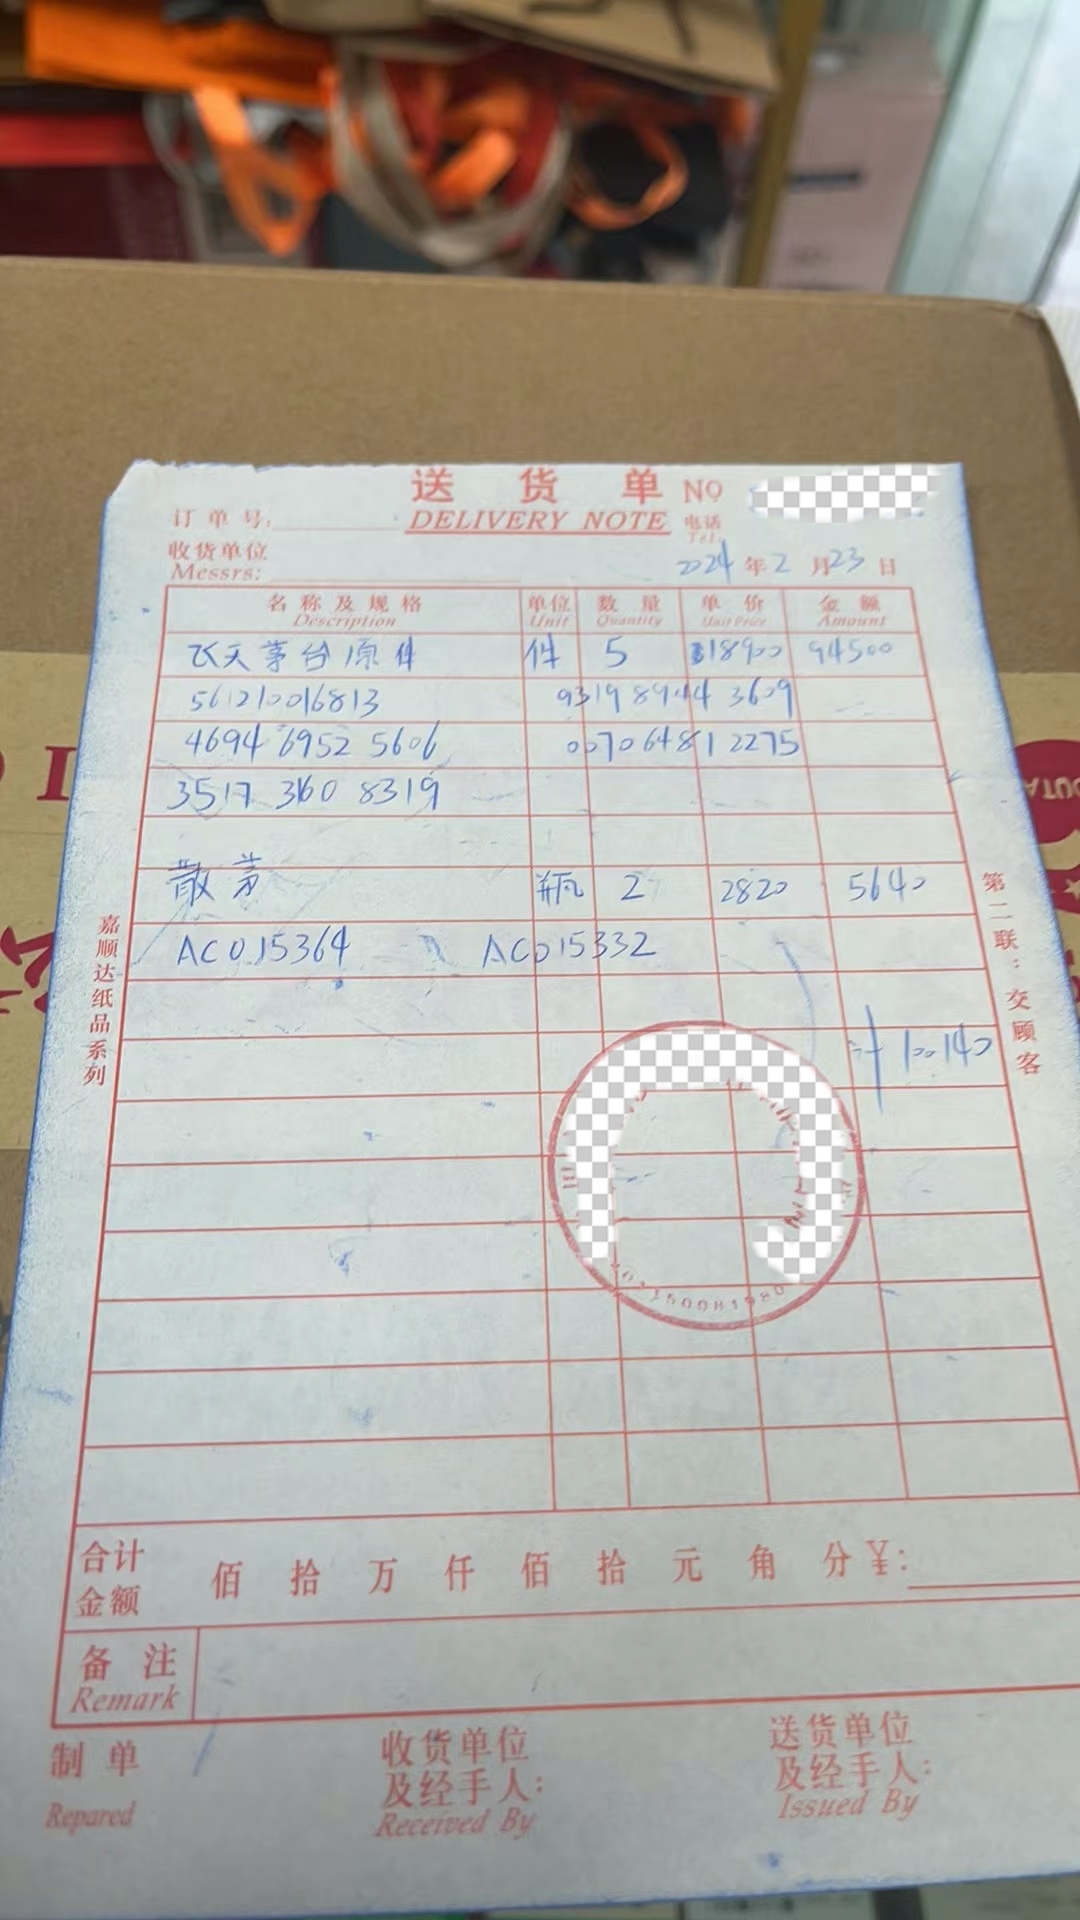 送货单 NO
DELIVERY NOTE
订单号:
电话
Tel:
收货单位
Messrs:
2024 年 2 月 23 日
名称及规格 单位 数量 单价 金额
Description Unit Quantity Unit Price Amount
飞天茅台原件 件 5 18900 94500
561210016813 9319 8944 3609
4694 6952 5606 007064812275
3517 360 8319
散茅 瓶 2 2820 5640
AC015364 AC015332
计 100140
嘉顺达纸品系列
第二联：交顾客
合计
金额
佰 拾 万 仟 佰 拾 元 角 分 ¥:
备注
Remark
制单
Repared
收货单位
及经手人:
Received By
送货单位
及经手人:
Issued By